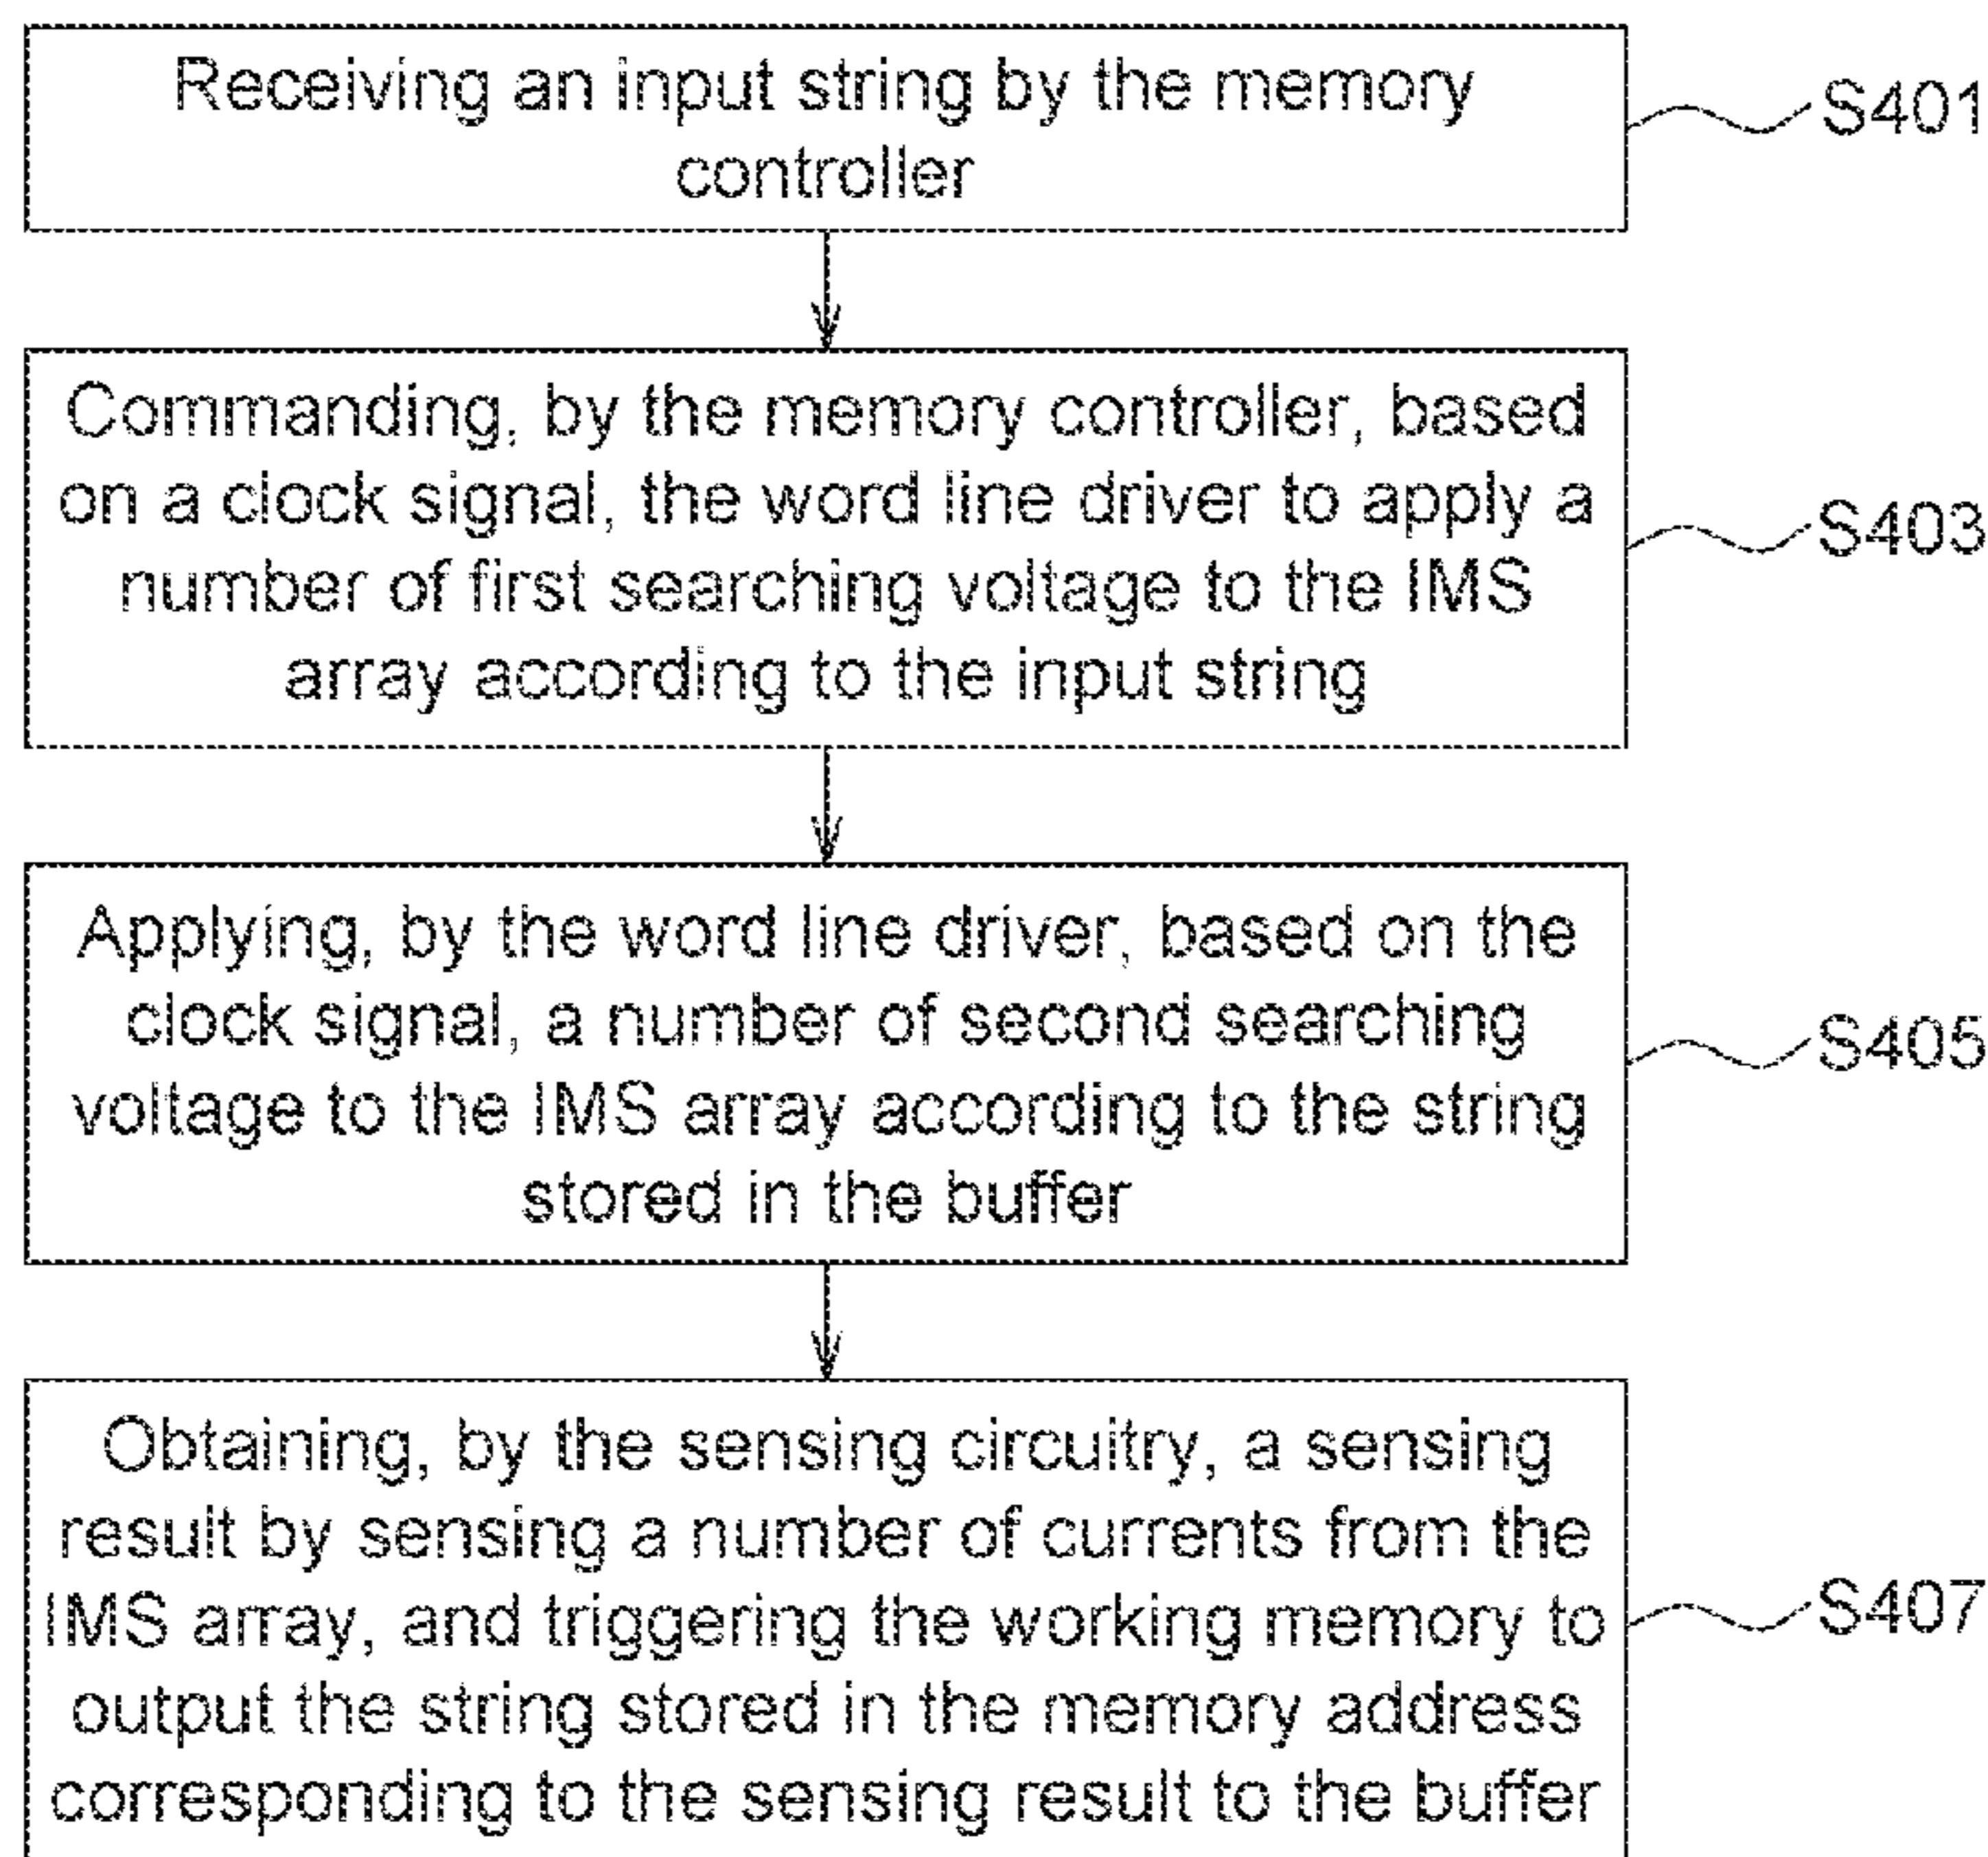 Receiving an input string by the memory
controller
S401
Commanding, by the memory controller, based
on a clock signal, the word line driver to apply a
number of first searching voltage to the IMS
array according to the input string
S403
Applying, by the word line driver, based on the
clock signal, a number of second searching
voltage to the IMS array according to the string
stored in the buffer
S405
Obtaining, by the sensing circuitry, a sensing
result by sensing a number of currents from the
IMS array, and triggering the working memory to
output the string stored in the memory address
corresponding to the sensing result to the buffer
S407